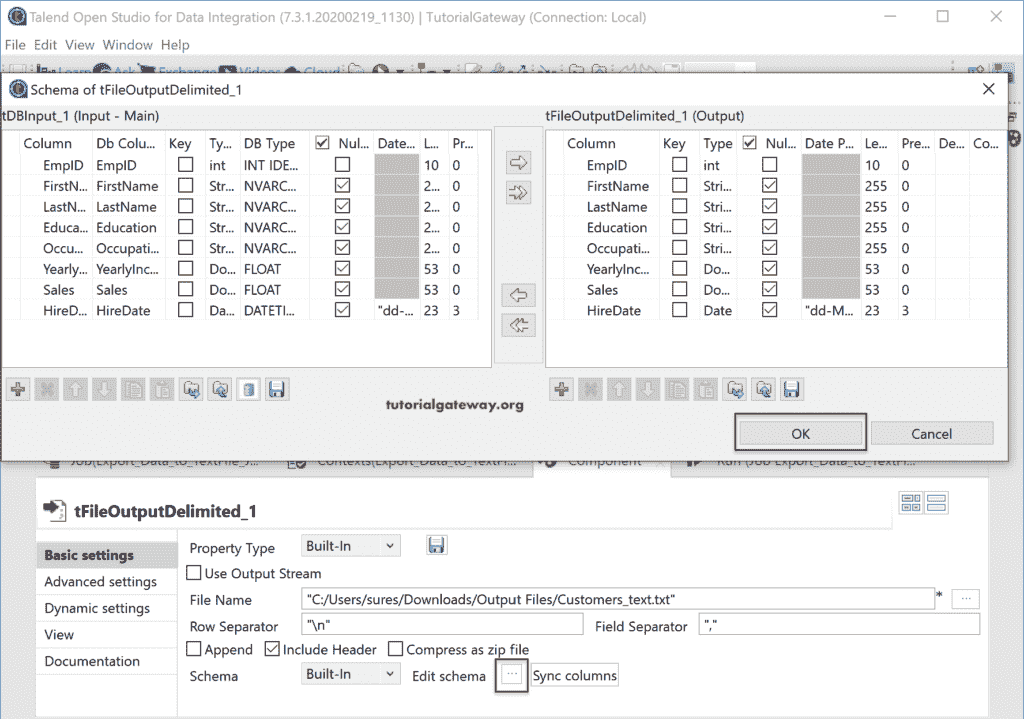 Talend Open Studio for Data Integration (7.3.1.20200219_1130) | TutorialGateway (Connection: Local)
File Edit View Window Help
Learn Ask Exchange Videos Cloud
Schema of tFileOutputDelimited_1
tDBInput_1 (Input - Main) tFileOutputDelimited_1 (Output)
Column Db Colu... Key Ty... DB Type Nul... Date... L... Pr... Column Key Type Nul... Date P... Le... Pre... De... Co...
EmpID EmpID int INT IDE... 10 0 EmpID int 10 0
FirstN... FirstName Str... NVARC... 2... 0 FirstName Stri... 255 0
LastN... LastName Str... NVARC... 2... 0 LastName Stri... 255 0
Educa... Education Str... NVARC... 2... 0 Education Stri... 255 0
Occu... Occupati... Str... NVARC... 2... 0 Occupati... Stri... 255 0
Yearly... YearlyInc... Do... FLOAT 53 0 YearlyInc... Do... 53 0
Sales Sales Do... FLOAT 53 0 Sales Do... 53 0
HireD... HireDate Da... DATETI... "dd-... 23 3 HireDate Date "dd-M... 23 3
tutorialgateway.org
OK Cancel
Job(Export_Data_to_TextFile_J... Contexts(Export_Data_to_TextFi... Component Run (Job Export_Data_to_TextFi...
tFileOutputDelimited_1
Basic settings
Advanced settings
Dynamic settings
View
Documentation
Property Type Built-In
Use Output Stream
File Name "C:/Users/sures/Downloads/Output Files/Customers_text.txt" * ...
Row Separator "\n" Field Separator ","
Append Include Header Compress as zip file
Schema Built-In Edit schema ... Sync columns